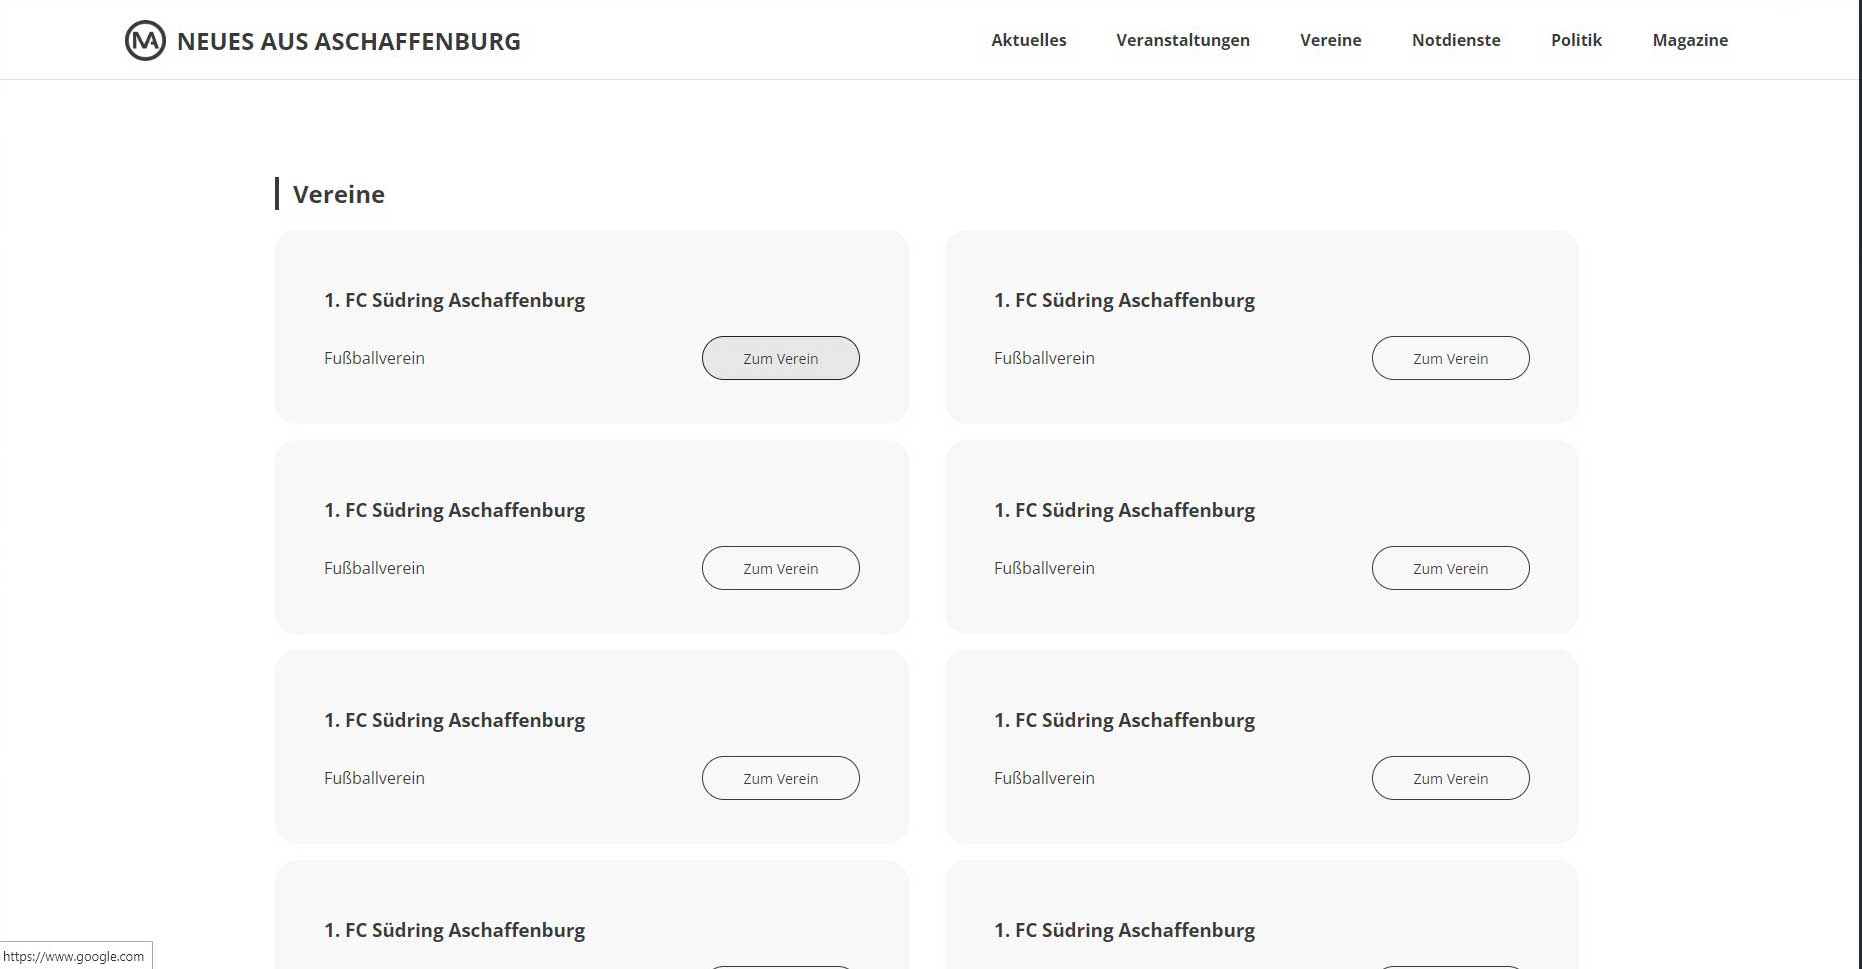 MA NEUES AUS ASCHAFFENBURG
Aktuelles Veranstaltungen Vereine Notdienste Politik Magazine
Vereine
1. FC Südring Aschaffenburg
Fußballverein Zum Verein
1. FC Südring Aschaffenburg
Fußballverein Zum Verein
1. FC Südring Aschaffenburg
Fußballverein Zum Verein
1. FC Südring Aschaffenburg
Fußballverein Zum Verein
1. FC Südring Aschaffenburg
Fußballverein Zum Verein
1. FC Südring Aschaffenburg
Fußballverein Zum Verein
1. FC Südring Aschaffenburg
1. FC Südring Aschaffenburg
https://www.google.com